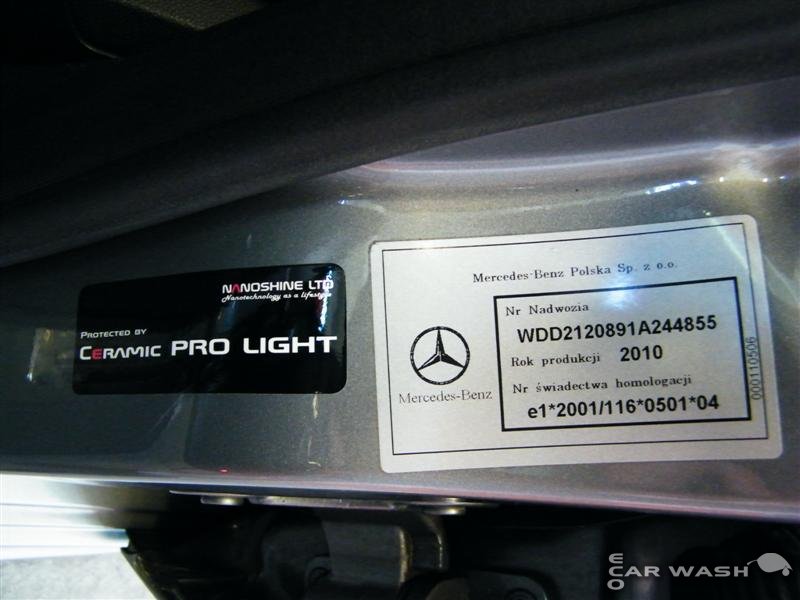 NANOSHINE LTD
Nanotechnology as a lifestyle
PROTECTED BY
CERAMIC PRO LIGHT
Mercedes-Benz Polska Sp. z o.o.
Nr Nadwozia
WDD2120891A244855
Rok produkcji 2010
Nr świadectwa homologacji
e1*2001/116*0501*04
Mercedes-Benz
000110506
ECO CAR WASH